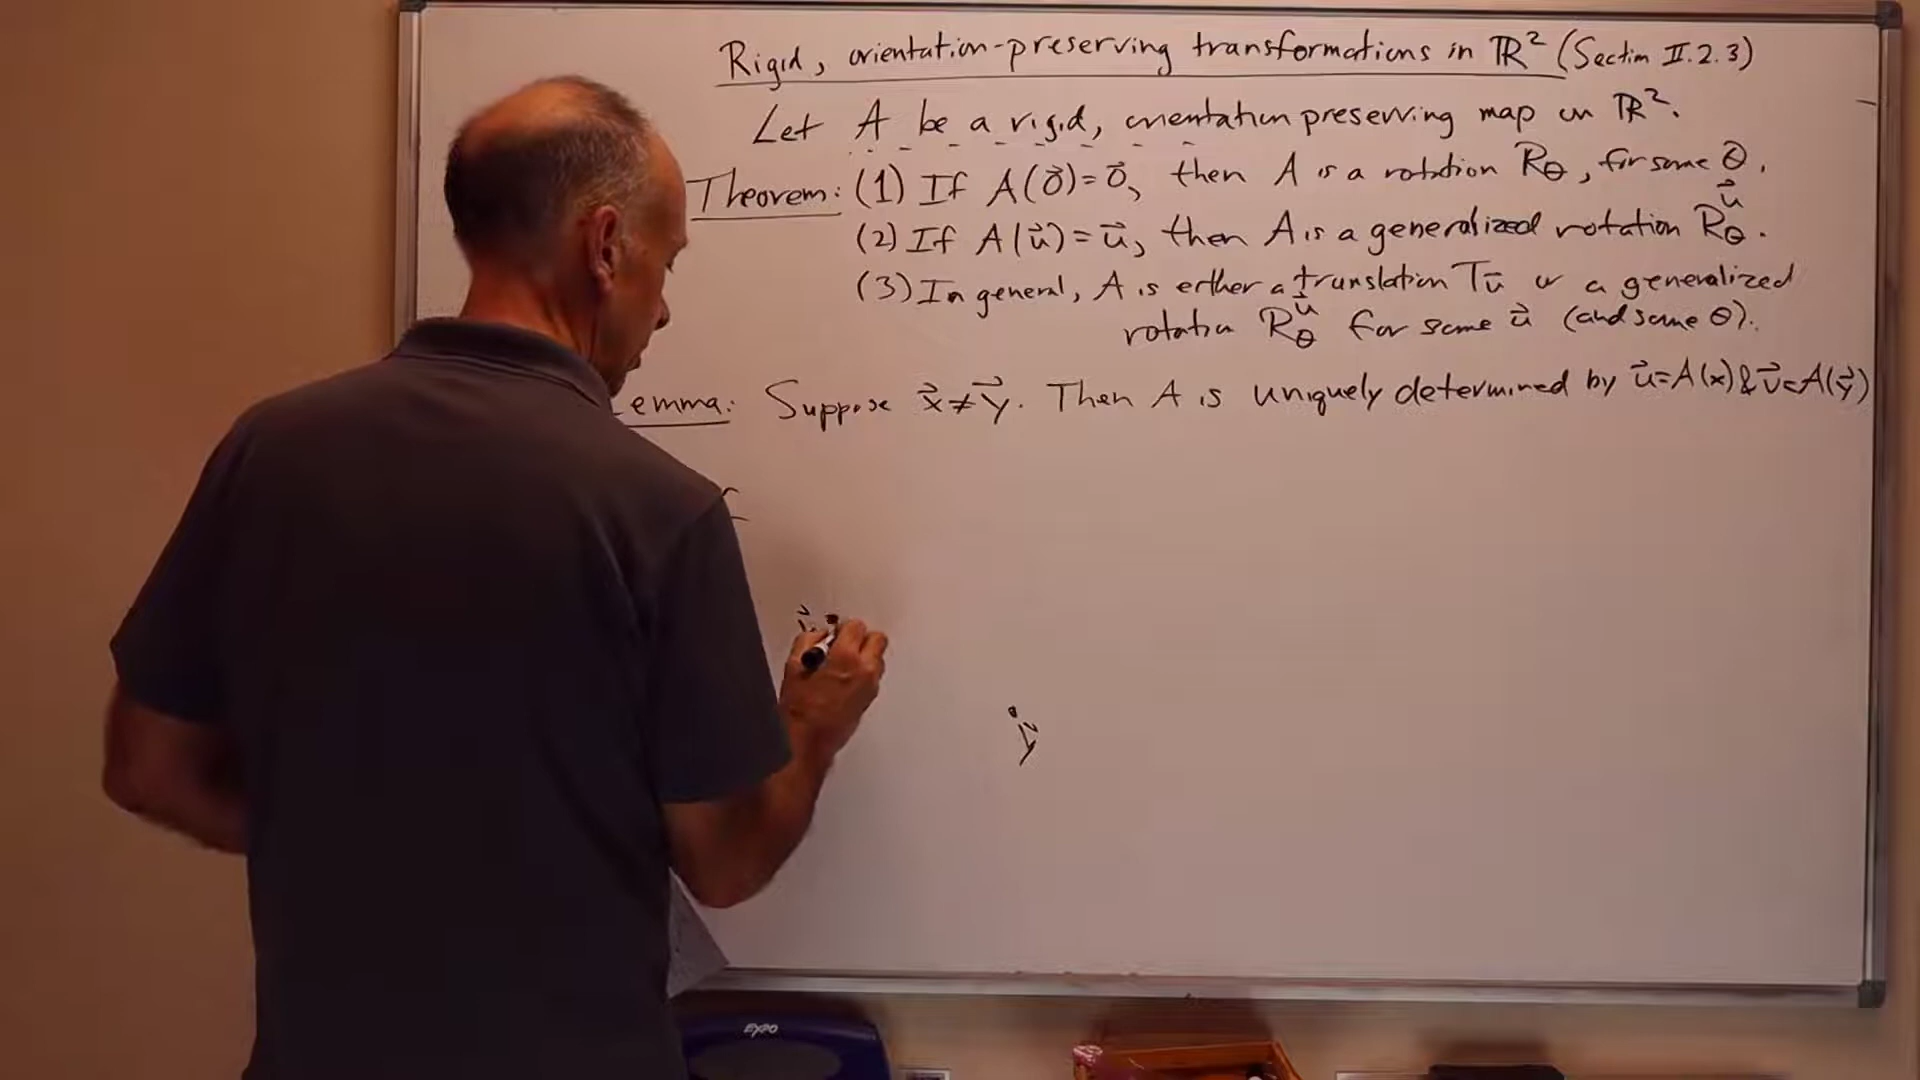 Rigid, orientation-preserving transformations in ℝ² (Section II.2.3)
Let A be a rigid, orientation preserving map on ℝ².
Theorem: (1) If A(0⃗)=0⃗, then A is a rotation R_θ, for some θ.
(2) If A(u⃗)=u⃗, then A is a generalized rotation R_θ^u⃗.
(3) In general, A is either a translation T_u⃗ or a generalized
rotation R_θ^u⃗ for some u⃗ (and some θ).
emma: Suppose x⃗≠y⃗. Then A is uniquely determined by u⃗=A(x)&v⃗=A(y⃗)
y⃗
EXPO